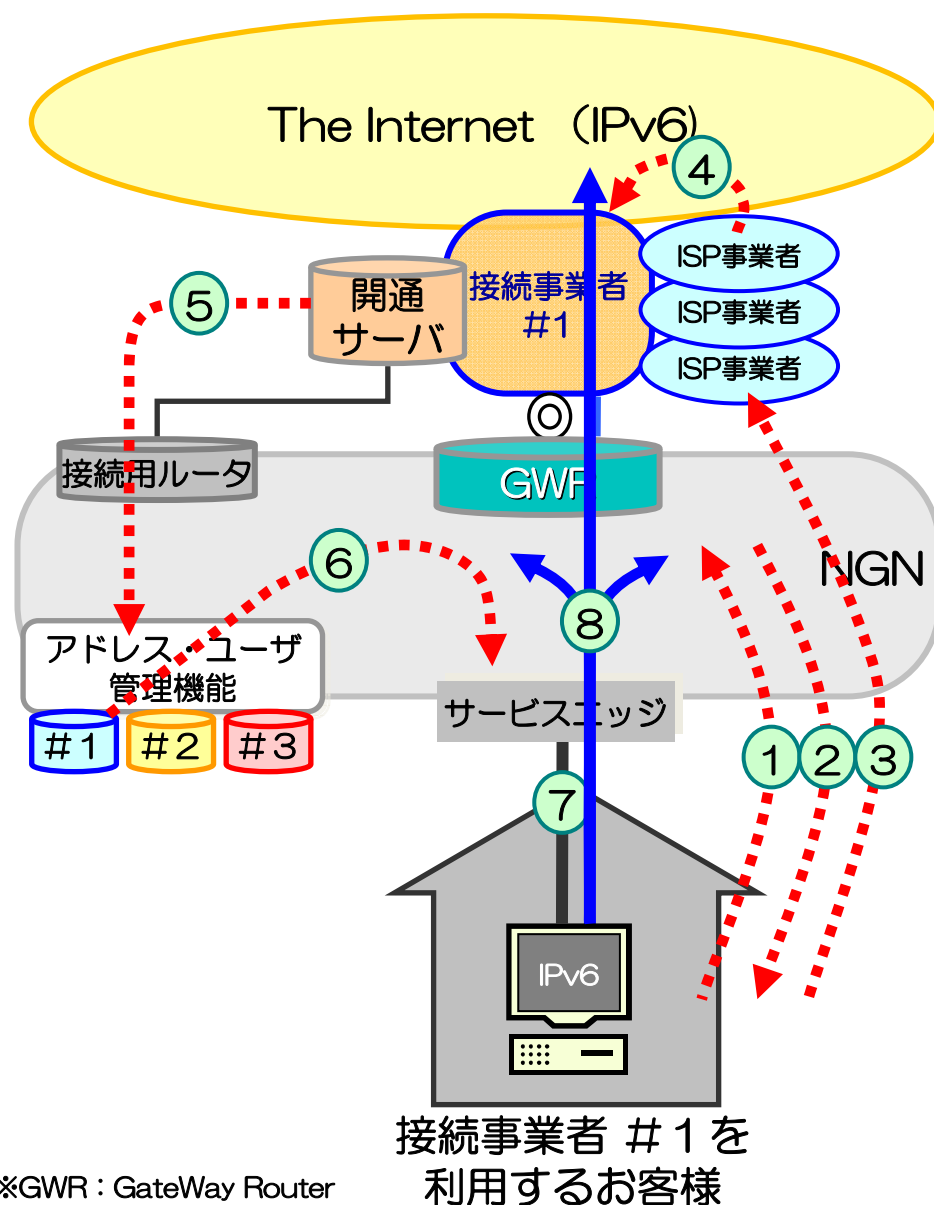 The Internet （IPv6)
④
ISP事業者
ISP事業者
ISP事業者
接続事業者
#1
開通
サーバ
⑤
接続用ルータ
GWR
NGN
⑥
⑧
アドレス・ユーザ
管理機能
＃１
＃２
＃３
サービスエッジ
①
②
③
⑦
IPv6
接続事業者 ＃１を
利用するお客様
※GWR：GateWay Router